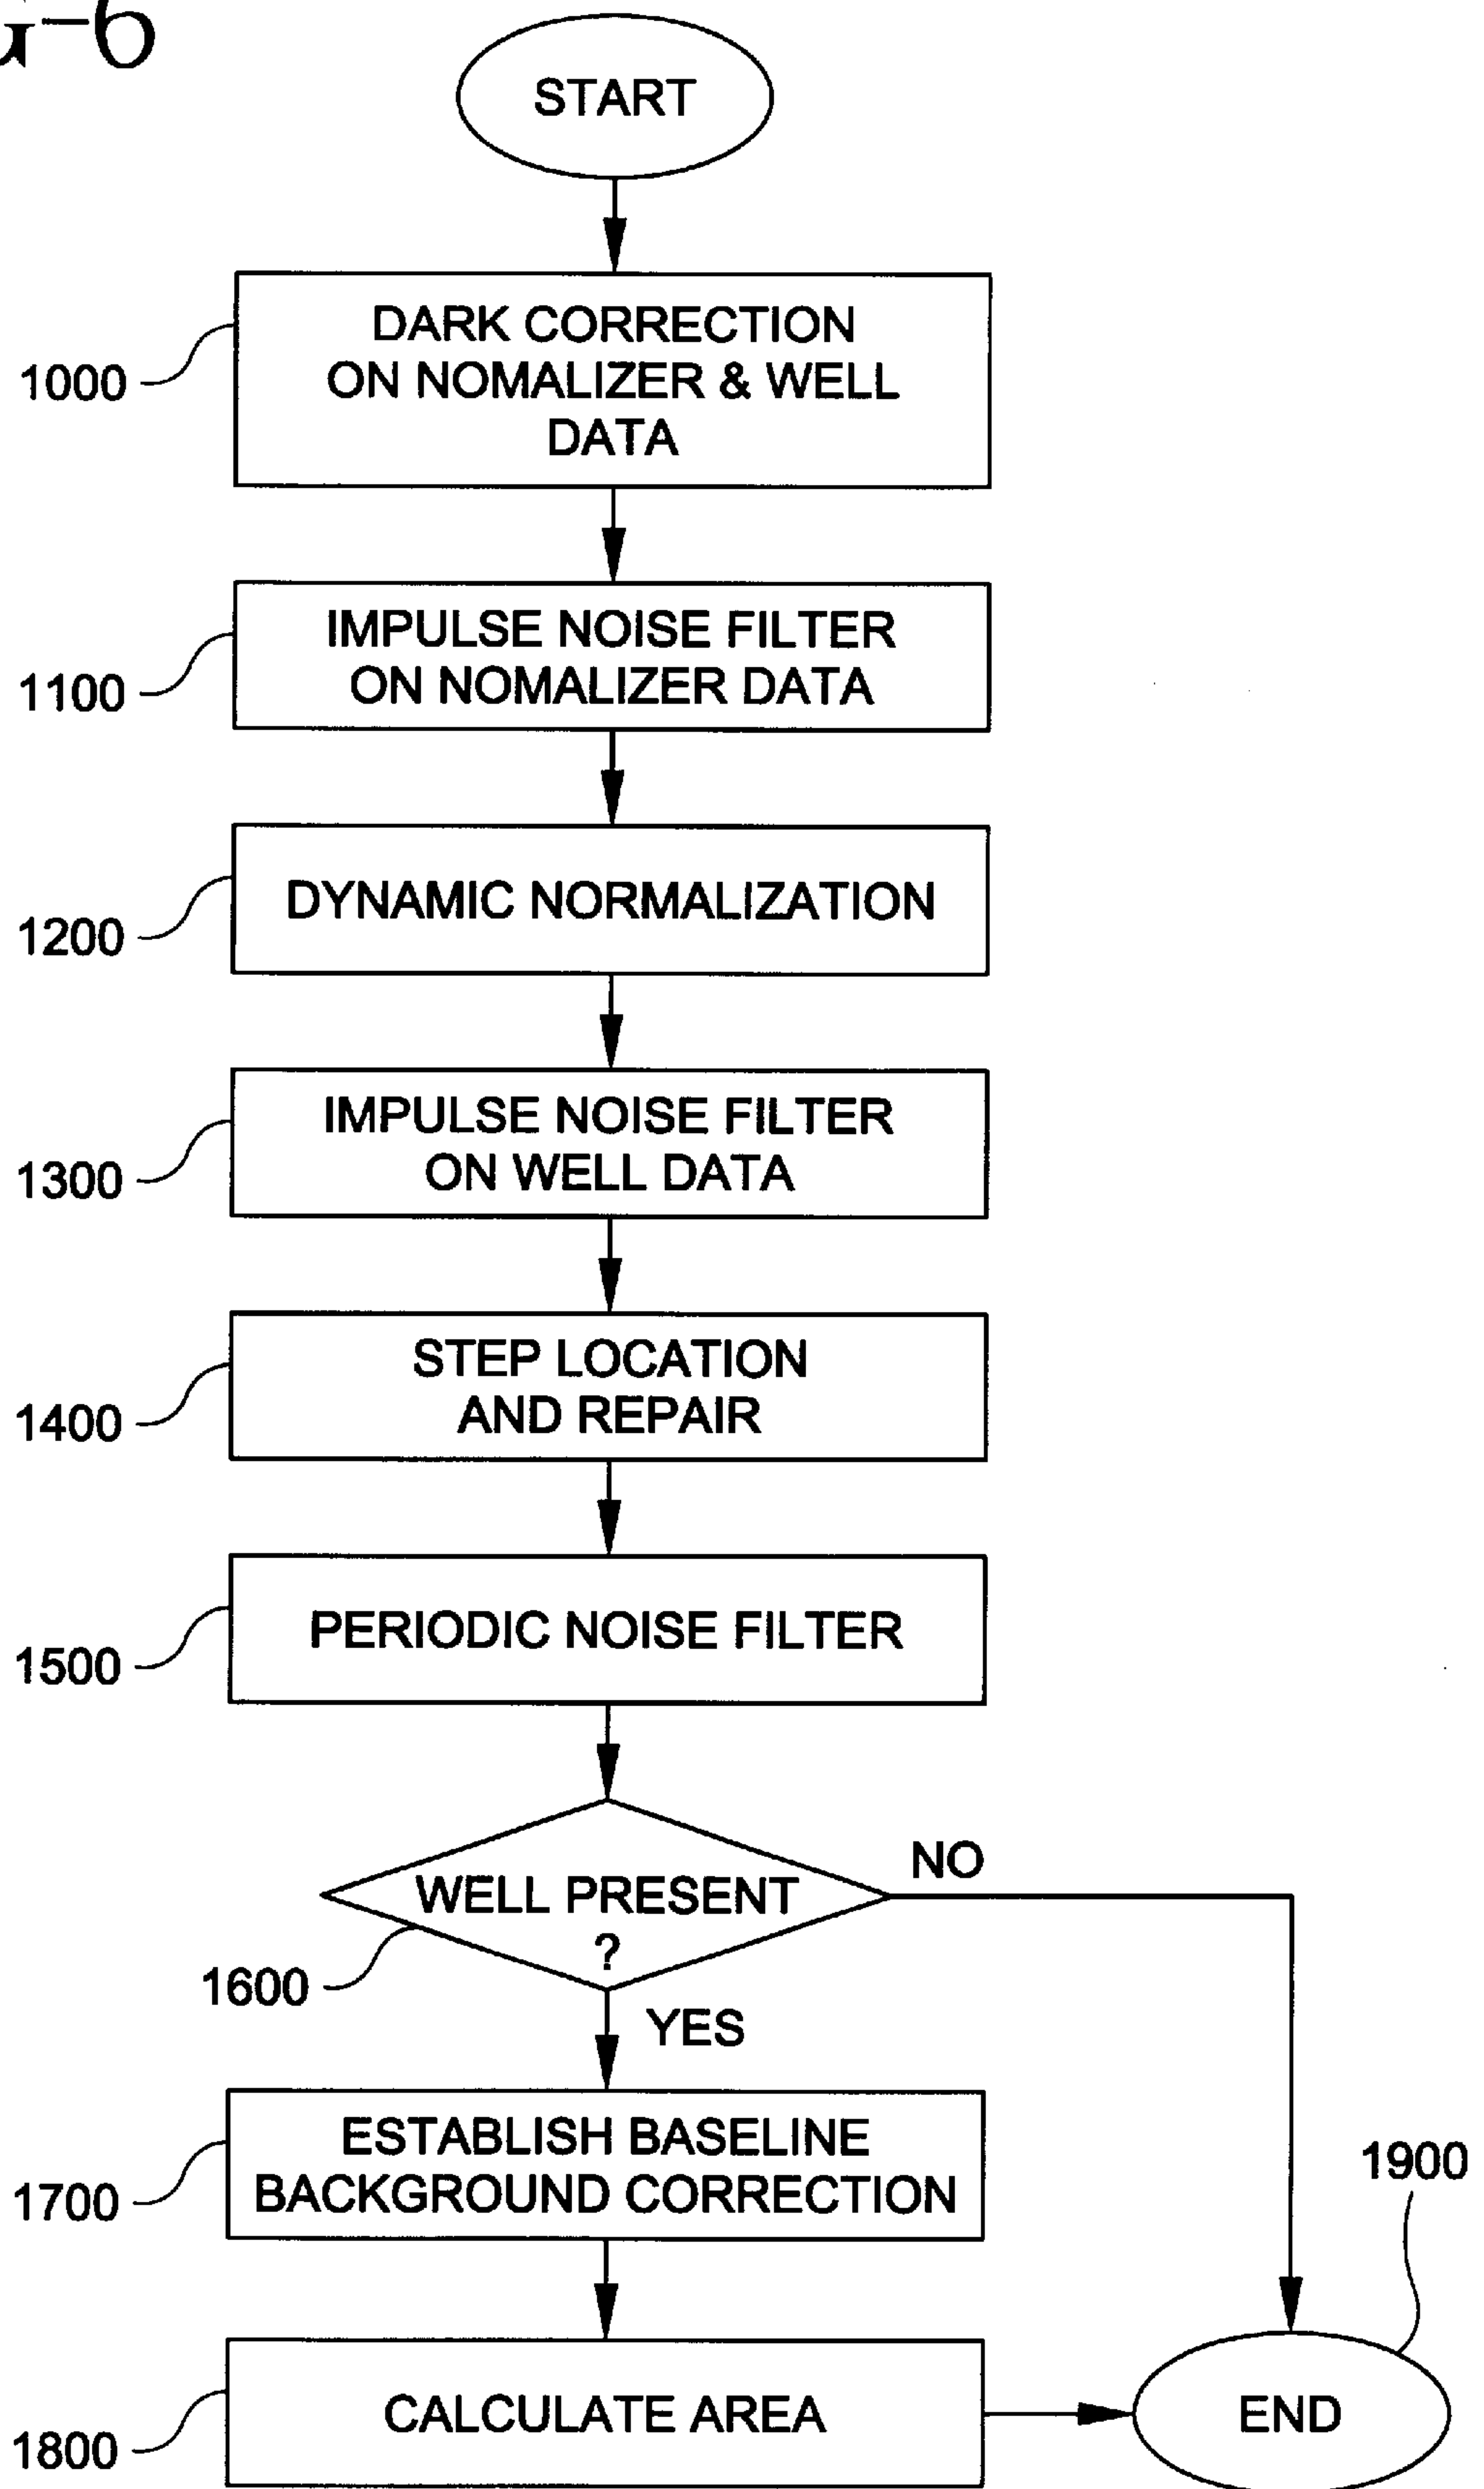 -6
START
DARK CORRECTION
ON NOMALIZER & WELL
DATA
1000
IMPULSE NOISE FILTER
ON NOMALIZER DATA
1100
DYNAMIC NORMALIZATION
1200
IMPULSE NOISE FILTER
ON WELL DATA
1300
STEP LOCATION
AND REPAIR
1400
PERIODIC NOISE FILTER
1500
NO
WELL PRESENT
?
1600
YES
ESTABLISH BASELINE
BACKGROUND CORRECTION
1700
1900
CALCULATE AREA
1800
END